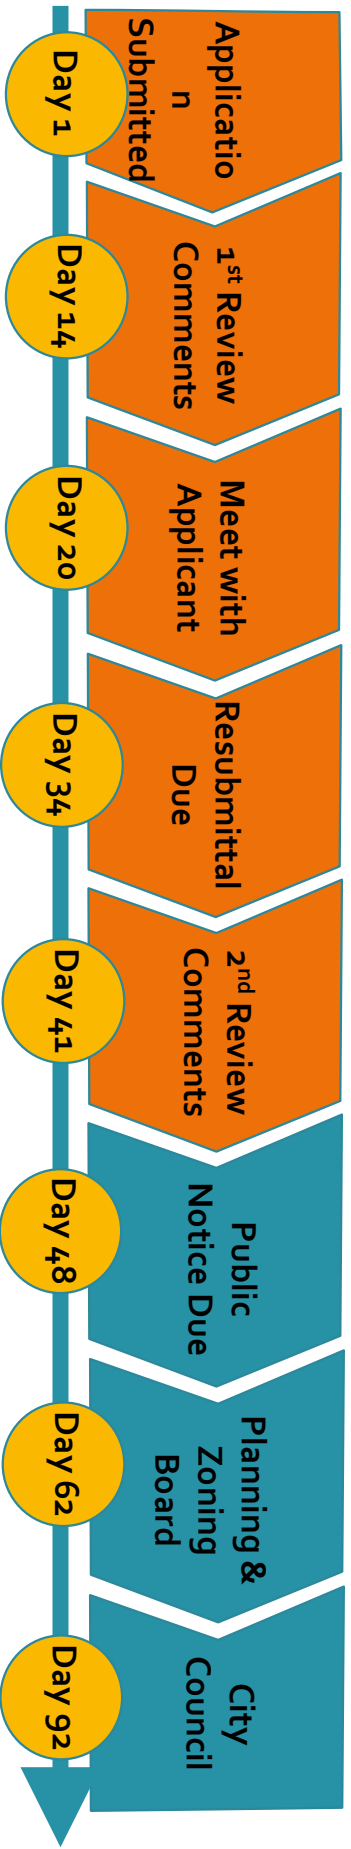 Applicatio
n
Submitted
Day 1
1st Review
Comments
Day 14
Meet with
Applicant
Day 20
Resubmittal
Due
Day 34
2nd Review
Comments
Day 41
Public
Notice Due
Day 48
Planning &
Zoning
Board
Day 62
City
Council
Day 92